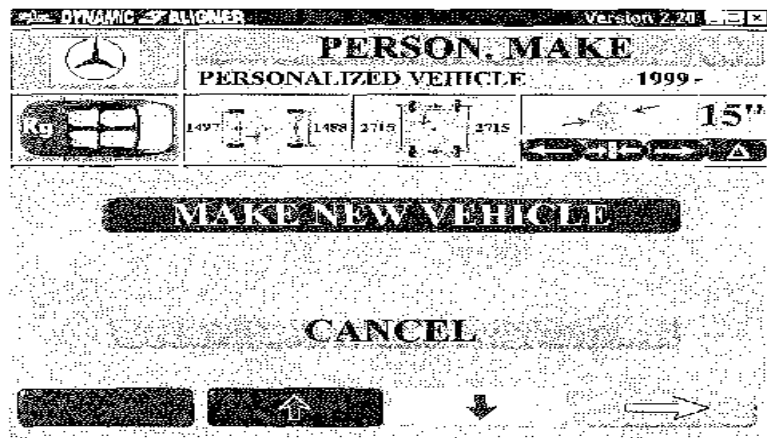 DYNAMIC ALIGNER Version 2.20
PERSON. MAKE
PERSONALIZED VEHICLE 1999 -
Kg 1497 1488 2715 2715 15"
MAKE NEW VEHICLE
CANCEL